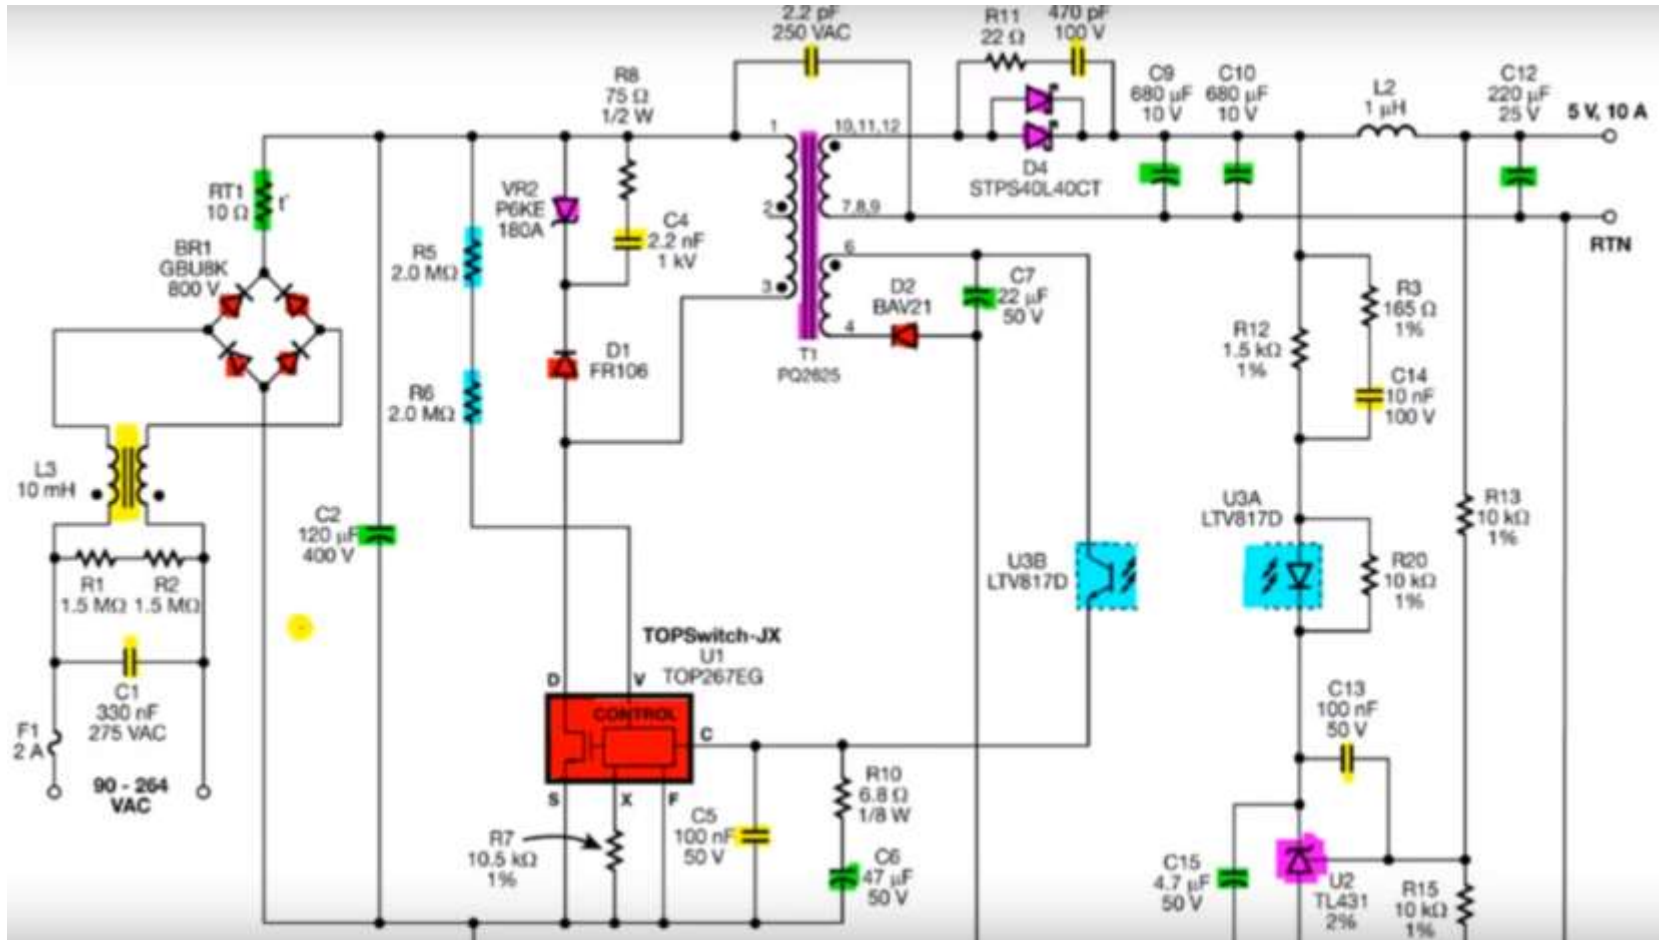 2.2 pF
250 VAC
R11
22 Ω
470 pF
100 V
R8
75 Ω
1/2 W
C9
680 µF
10 V
C10
680 µF
10 V
L2
1 µH
C12
220 µF
25 V
5 V, 10 A
1
10,11,12
RT1
10 Ω
t°
VR2
P6KE
180A
D4
STPS40L40CT
2
7,8,9
C4
2.2 nF
1 kV
RTN
BR1
GBU8K
800 V
R5
2.0 MΩ
6
3
D2
BAV21
C7
22 µF
50 V
R3
165 Ω
1%
4
R12
1.5 kΩ
1%
D1
FR106
T1
PQ2625
R6
2.0 MΩ
C14
10 nF
100 V
L3
10 mH
C2
120 µF
400 V
U3A
LTV817D
R13
10 kΩ
1%
R1
1.5 MΩ
R2
1.5 MΩ
U3B
LTV817D
R20
10 kΩ
1%
TOPSwitch-JX
U1
TOP267EG
D
V
CONTROL
C
C1
330 nF
275 VAC
F1
2 A
90 - 264
VAC
C13
100 nF
50 V
S
X
F
R10
6.8 Ω
1/8 W
R7
10.5 kΩ
1%
C5
100 nF
50 V
C6
47 µF
50 V
C15
4.7 µF
50 V
U2
TL431
2%
R15
10 kΩ
1%